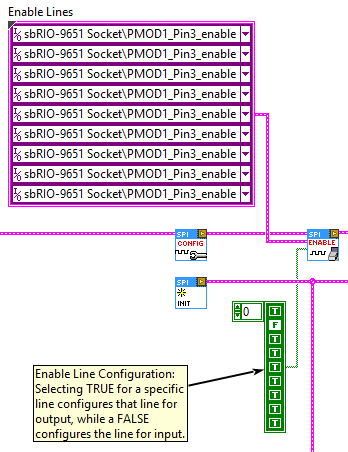 Enable Lines
I/O sbRIO-9651 Socket\PMOD1_Pin3_enable
I/O sbRIO-9651 Socket\PMOD1_Pin3_enable
I/O sbRIO-9651 Socket\PMOD1_Pin3_enable
I/O sbRIO-9651 Socket\PMOD1_Pin3_enable
I/O sbRIO-9651 Socket\PMOD1_Pin3_enable
I/O sbRIO-9651 Socket\PMOD1_Pin3_enable
I/O sbRIO-9651 Socket\PMOD1_Pin3_enable
I/O sbRIO-9651 Socket\PMOD1_Pin3_enable
I/O sbRIO-9651 Socket\PMOD1_Pin3_enable
SPI
CONFIG
SPI
ENABLE
SPI
INIT
0
T
F
T
T
T
T
T
T
T
Enable Line Configuration:
Selecting TRUE for a specific
line configures that line for
output, while a FALSE
configures the line for input.